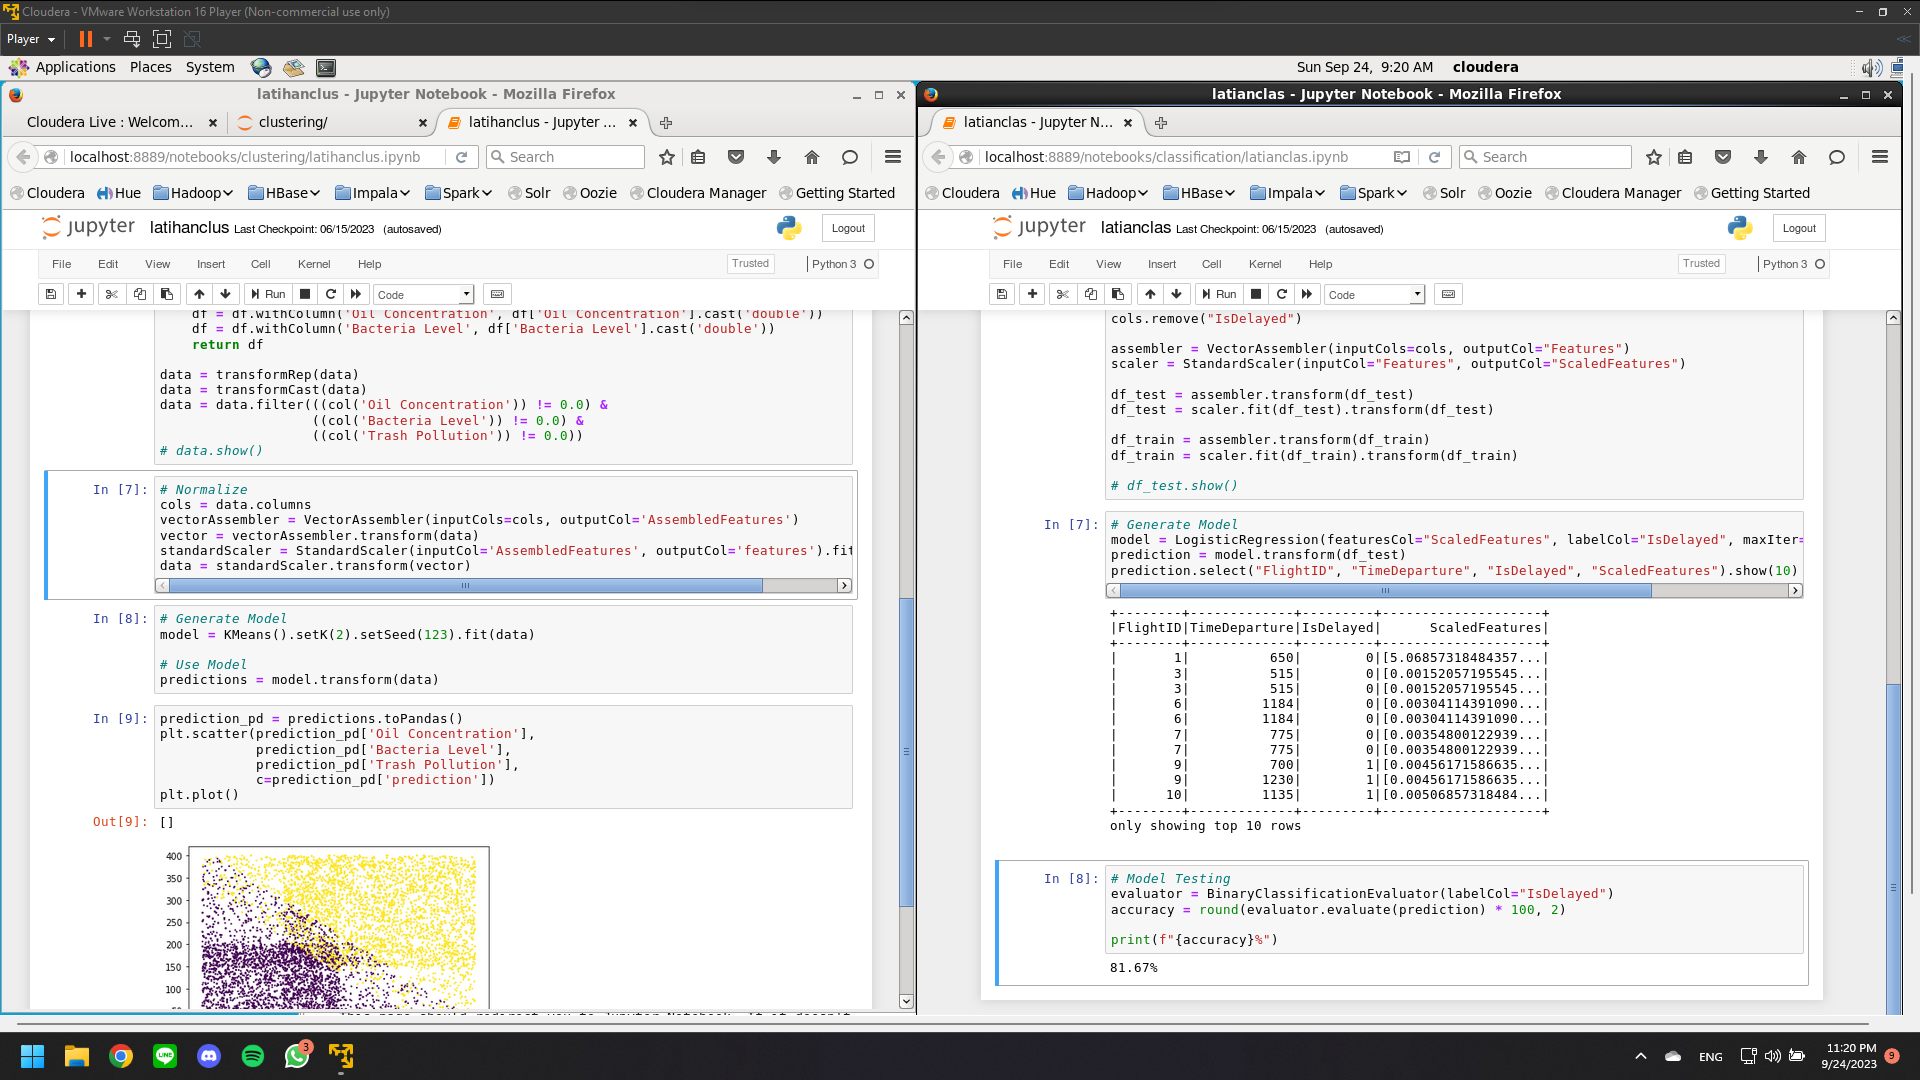 Cloudera - VMware Workstation 16 Player (Non-commercial use only)
Player
Applications Places System
Sun Sep 24, 9:20 AM cloudera
latihanclus - Jupyter Notebook - Mozilla Firefox
Cloudera Live : Welcom...
clustering/
latihanclus - Jupyter ...
localhost:8889/notebooks/clustering/latihanclus.ipynb
Search
Cloudera Hue Hadoop HBase Impala Spark Solr Oozie Cloudera Manager Getting Started
jupyter latihanclus Last Checkpoint: 06/15/2023 (autosaved)
Logout
File Edit View Insert Cell Kernel Help
Trusted
Python 3
Run
Code
df = df.withColumn('Oil Concentration', df['Oil Concentration'].cast('double'))
df = df.withColumn('Bacteria Level', df['Bacteria Level'].cast('double'))
return df
data = transformRep(data)
data = transformCast(data)
data = data.filter(((col('Oil Concentration')) != 0.0) &
((col('Bacteria Level')) != 0.0) &
((col('Trash Pollution')) != 0.0))
# data.show()
In [7]:
# Normalize
cols = data.columns
vectorAssembler = VectorAssembler(inputCols=cols, outputCol='AssembledFeatures')
vector = vectorAssembler.transform(data)
standardScaler = StandardScaler(inputCol='AssembledFeatures', outputCol='features').fit
data = standardScaler.transform(vector)
In [8]:
# Generate Model
model = KMeans().setK(2).setSeed(123).fit(data)
# Use Model
predictions = model.transform(data)
In [9]:
prediction_pd = predictions.toPandas()
plt.scatter(prediction_pd['Oil Concentration'],
prediction_pd['Bacteria Level'],
prediction_pd['Trash Pollution'],
c=prediction_pd['prediction'])
plt.plot()
Out[9]: []
400
350
300
250
200
150
100
latianclas - Jupyter Notebook - Mozilla Firefox
latianclas - Jupyter N...
localhost:8889/notebooks/classification/latianclas.ipynb
Search
Cloudera Hue Hadoop HBase Impala Spark Solr Oozie Cloudera Manager Getting Started
jupyter latianclas Last Checkpoint: 06/15/2023 (autosaved)
Logout
File Edit View Insert Cell Kernel Help
Trusted
Python 3
Run
Code
cols.remove("IsDelayed")
assembler = VectorAssembler(inputCols=cols, outputCol="Features")
scaler = StandardScaler(inputCol="Features", outputCol="ScaledFeatures")
df_test = assembler.transform(df_test)
df_test = scaler.fit(df_test).transform(df_test)
df_train = assembler.transform(df_train)
df_train = scaler.fit(df_train).transform(df_train)
# df_test.show()
In [7]:
# Generate Model
model = LogisticRegression(featuresCol="ScaledFeatures", labelCol="IsDelayed", maxIter=
prediction = model.transform(df_test)
prediction.select("FlightID", "TimeDeparture", "IsDelayed", "ScaledFeatures").show(10)
+--------+-------------+---------+--------------------+
|FlightID|TimeDeparture|IsDelayed|      ScaledFeatures|
+--------+-------------+---------+--------------------+
|       1|          650|        0|[5.06857318484357...|
|       3|          515|        0|[0.00152057195545...|
|       3|          515|        0|[0.00152057195545...|
|       6|         1184|        0|[0.00304114391090...|
|       6|         1184|        0|[0.00304114391090...|
|       7|          775|        0|[0.00354800122939...|
|       7|          775|        0|[0.00354800122939...|
|       9|          700|        1|[0.00456171586635...|
|       9|         1230|        1|[0.00456171586635...|
|      10|         1135|        1|[0.00506857318484...|
+--------+-------------+---------+--------------------+
only showing top 10 rows
In [8]:
# Model Testing
evaluator = BinaryClassificationEvaluator(labelCol="IsDelayed")
accuracy = round(evaluator.evaluate(prediction) * 100, 2)
print(f"{accuracy}%")
81.67%
LINE
3
ENG
11:20 PM
9/24/2023
9